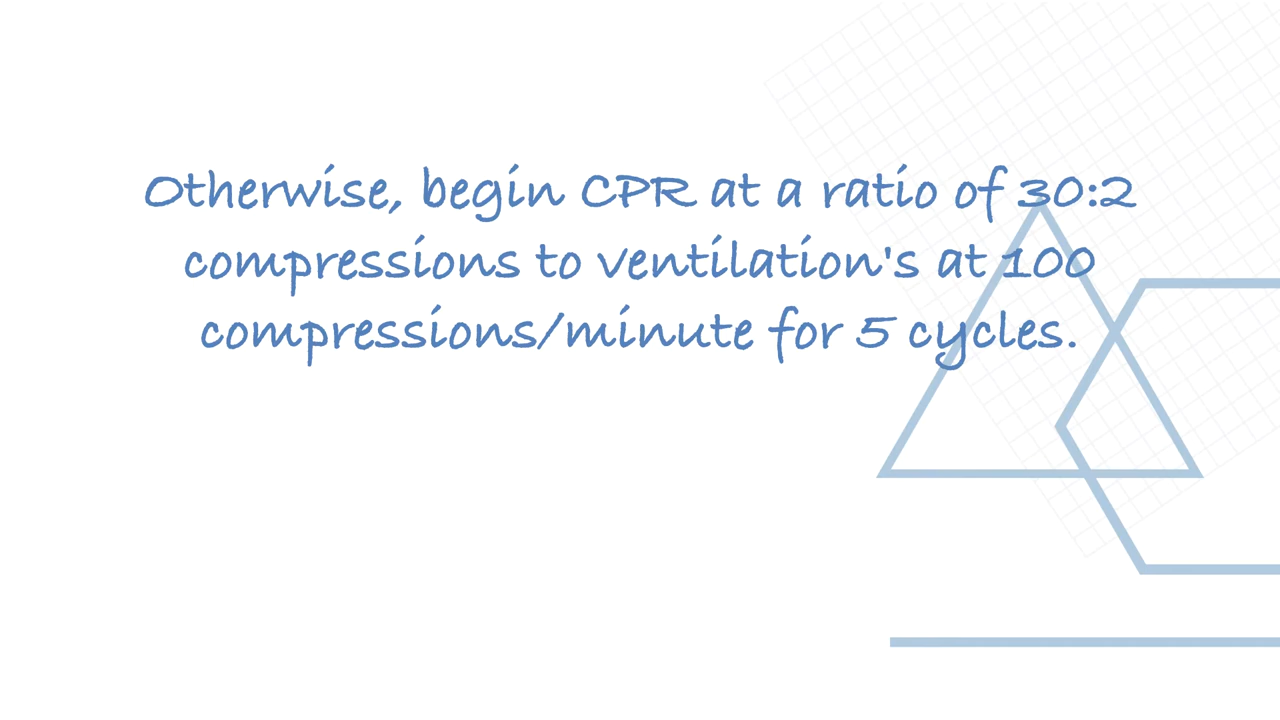 Otherwise, begin CPR at a ratio of 30:2
compressions to ventilation's at 100
compressions/minute for 5 cycles.